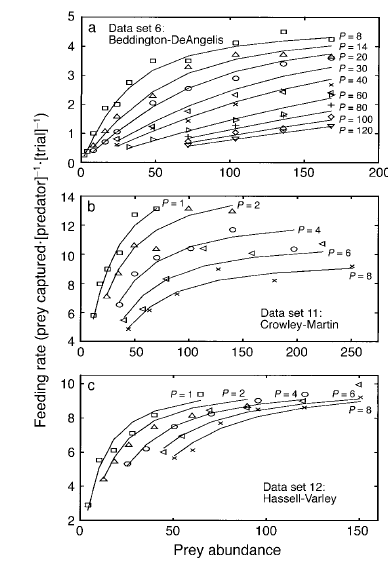 Feeding rate (prey captured·[predator]⁻¹·[trial]⁻¹)
a
Data set 6:
Beddington-DeAngelis
5
4
3
2
1
0
P = 8
P = 14
P = 20
P = 30
P = 40
P = 60
P = 80
P = 100
P = 120
0 50 100 150 200
b
14
12
10
8
6
4
P = 1
P = 2
P = 4
P = 6
P = 8
Data set 11:
Crowley-Martin
0 50 100 150 200 250
c
10
8
6
4
2
P = 1 P = 2 P = 4 P = 6
P = 8
Data set 12:
Hassell-Varley
0 50 100 150
Prey abundance